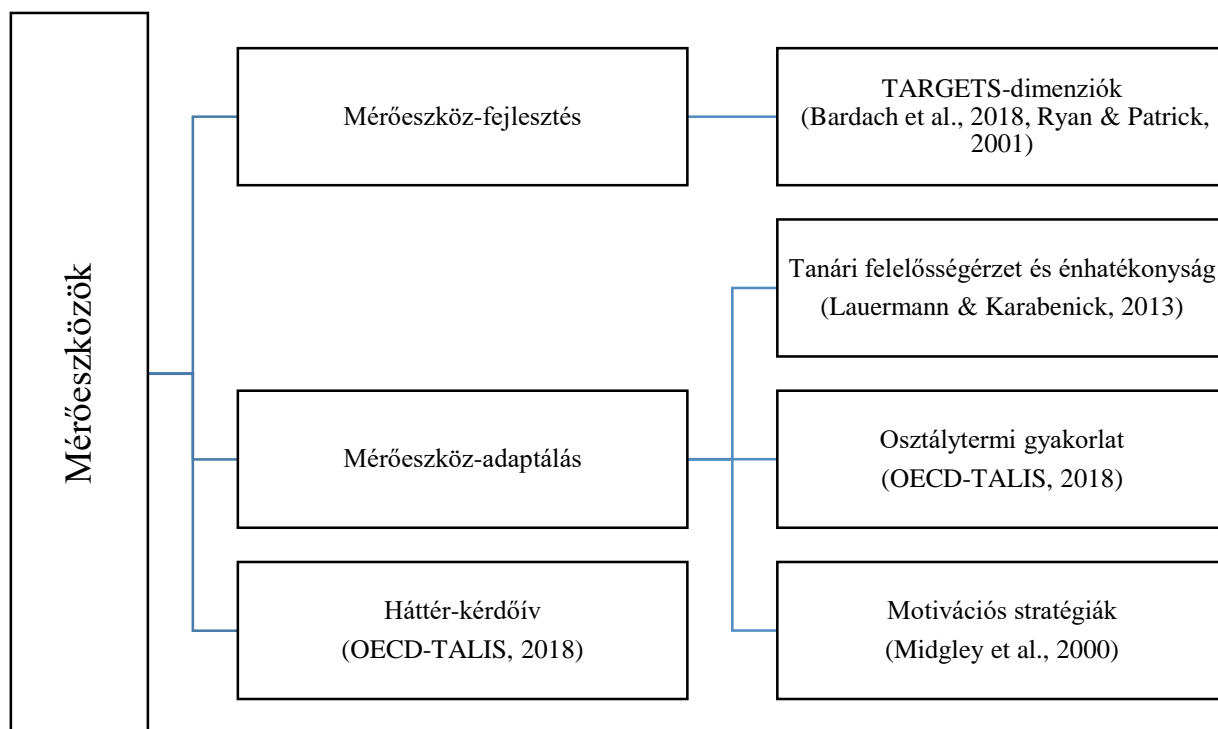 Mérőeszközök
Mérőeszköz-fejlesztés
TARGETS-dimenziók
(Bardach et al., 2018, Ryan & Patrick,
2001)
Mérőeszköz-adaptálás
Tanári felelősségérzet és énhatékonyság
(Lauermann & Karabenick, 2013)
Osztálytermi gyakorlat
(OECD-TALIS, 2018)
Motivációs stratégiák
(Midgley et al., 2000)
Háttér-kérdőív
(OECD-TALIS, 2018)